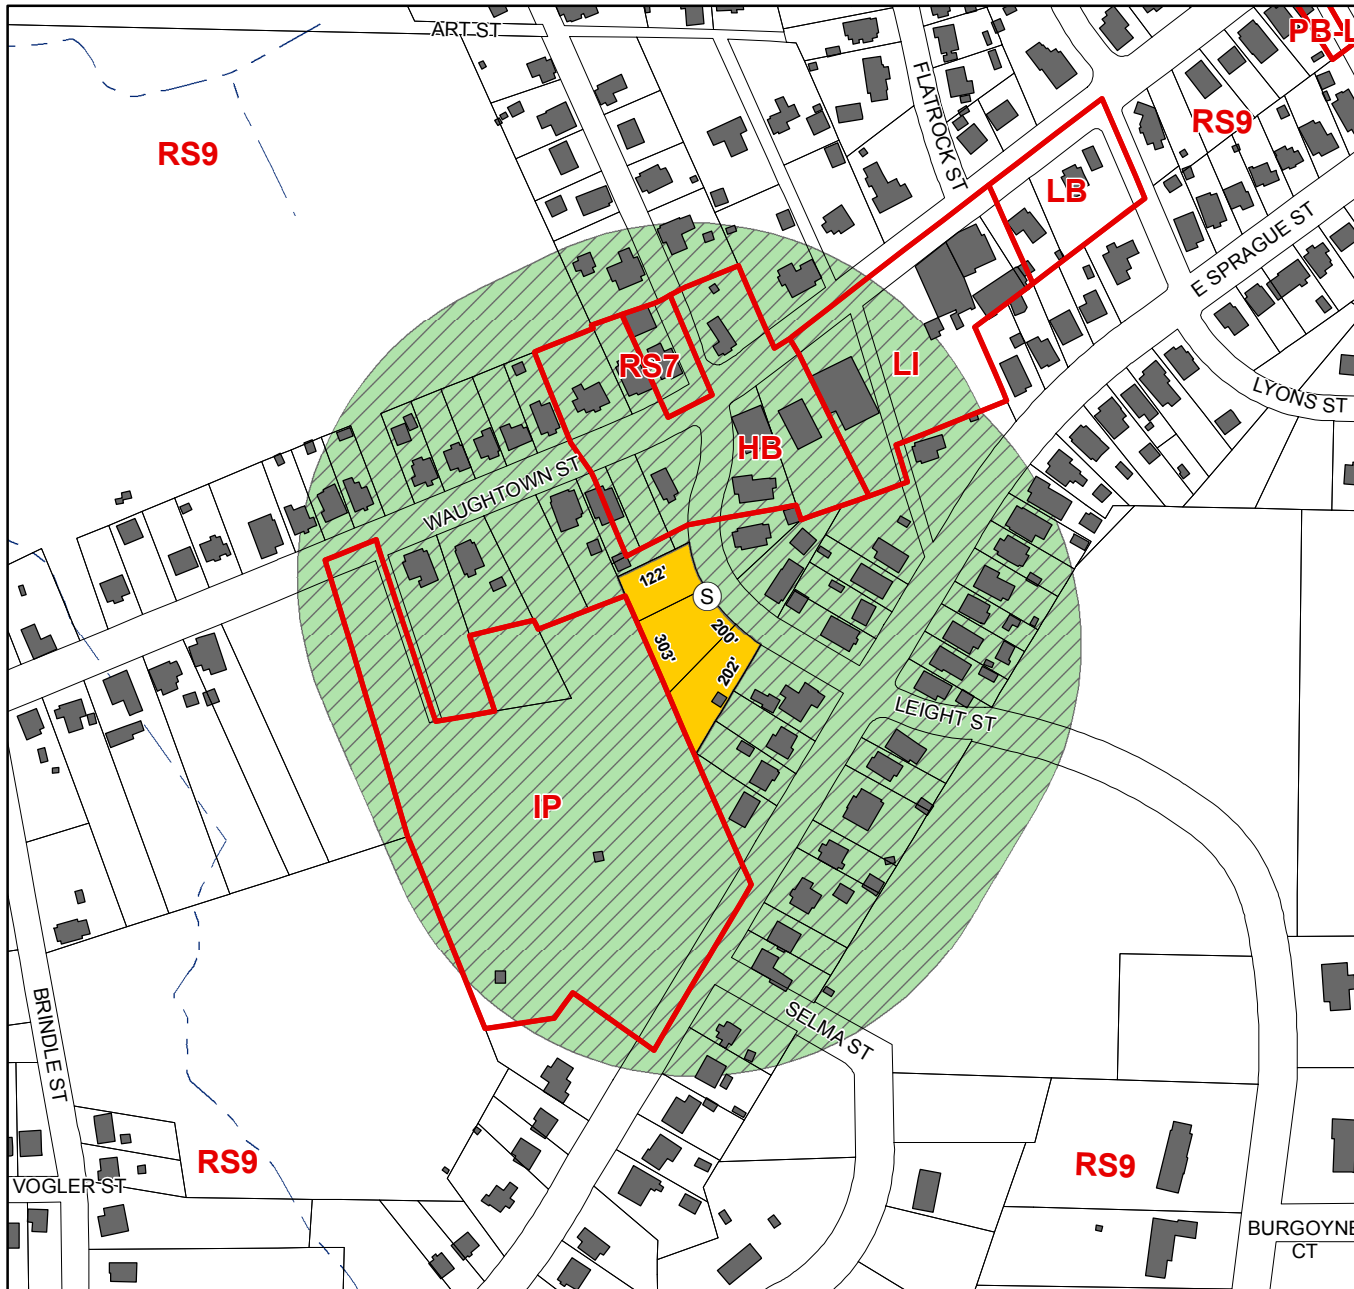 ART ST
PB-L
FLATROCK ST
RS9
RS9
LB
E SPRAGUE ST
RS7
LI
LYONS ST
HB
WAUGHTOWN ST
122'
S
200'
303'
202'
LEIGHT ST
IP
SELMA ST
BRINDLE ST
RS9
RS9
VOGLER ST
BURGOYNE
CT